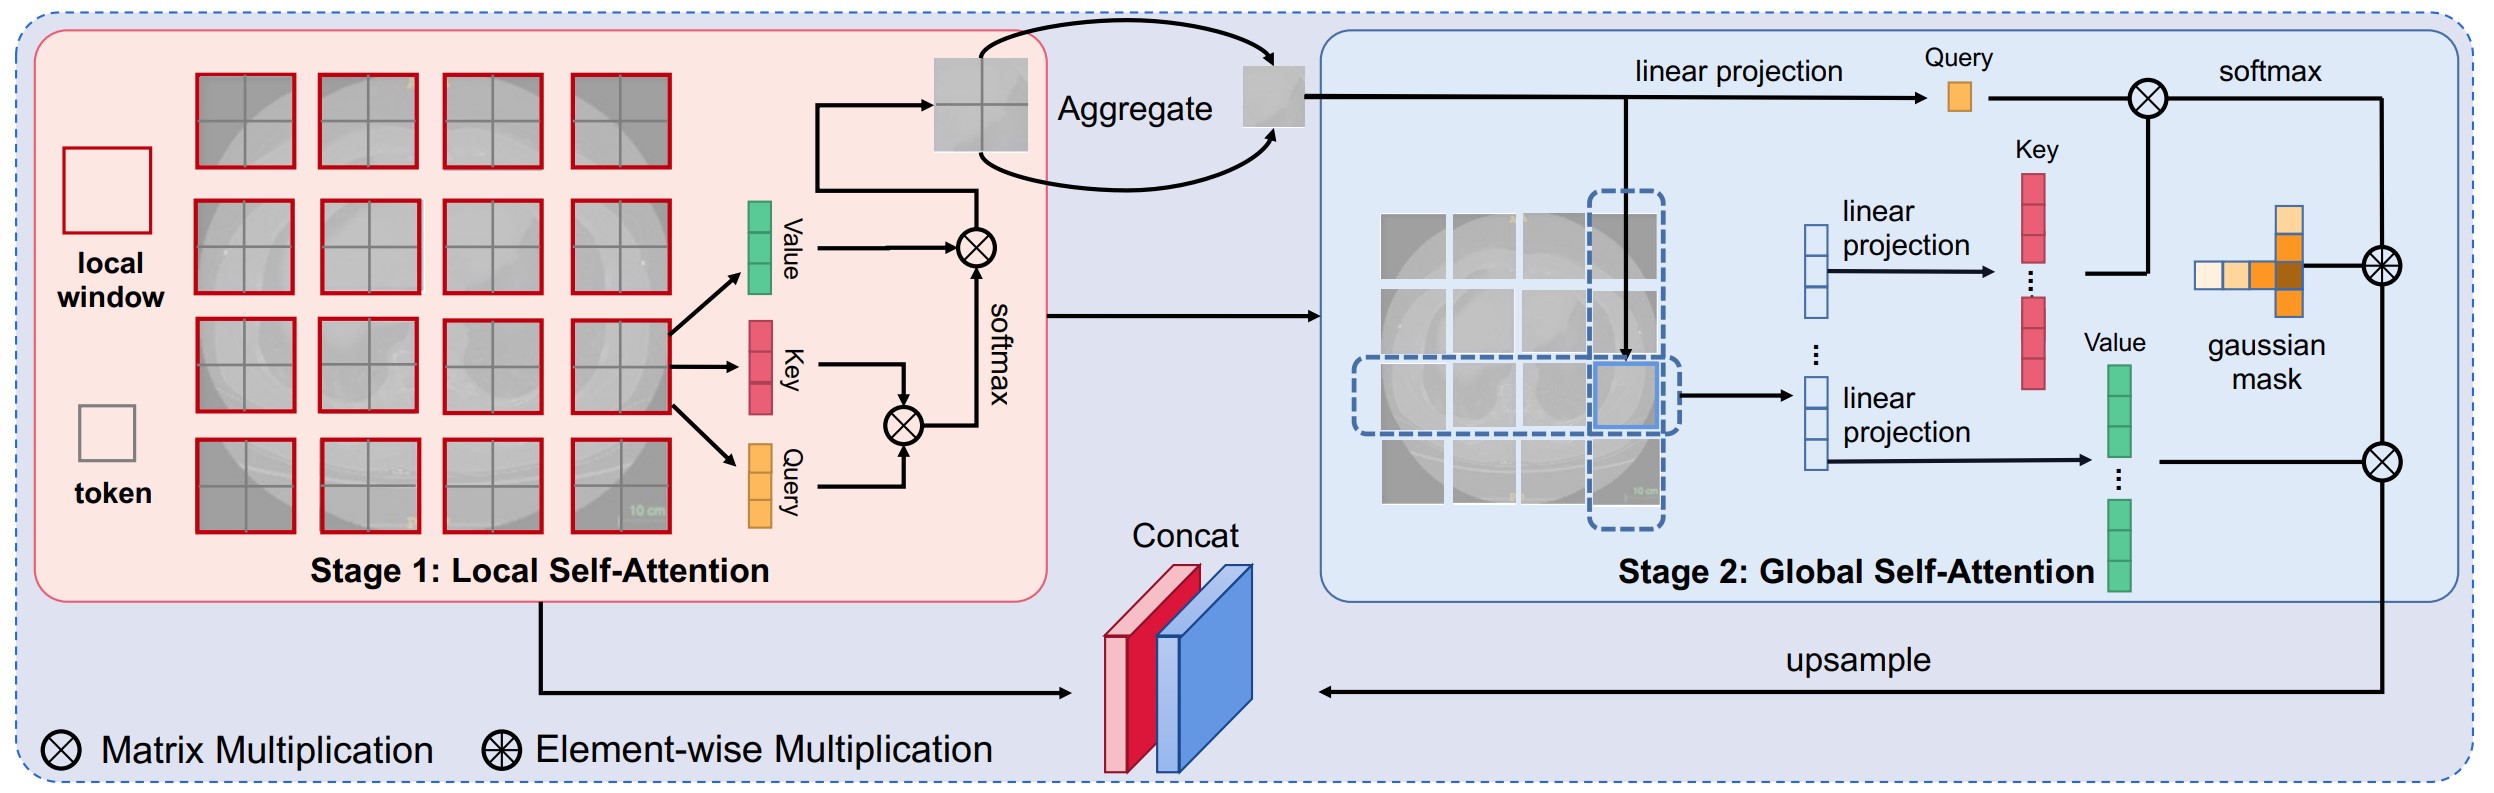 local
window
token
Value
Key
Query
softmax
10 cm
Stage 1: Local Self-Attention
Aggregate
linear projection
Query
softmax
Key
linear
projection
linear
projection
Value
gaussian
mask
10 cm
Stage 2: Global Self-Attention
Concat
upsample
Matrix Multiplication
Element-wise Multiplication